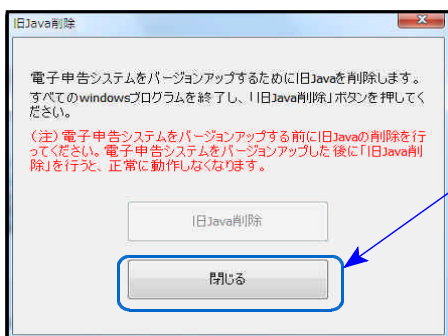 旧Java削除
電子申告システムをバージョンアップするために旧Javaを削除します。
すべてのwindowsプログラムを終了し、「旧Java削除」ボタンを押してく
ださい。
(注)電子申告システムをバージョンアップする前に旧Javaの削除を行
ってください。電子申告システムをバージョンアップした後に「旧Java削
除」を行うと、正常に動作しなくなります。
旧Java削除
閉じる